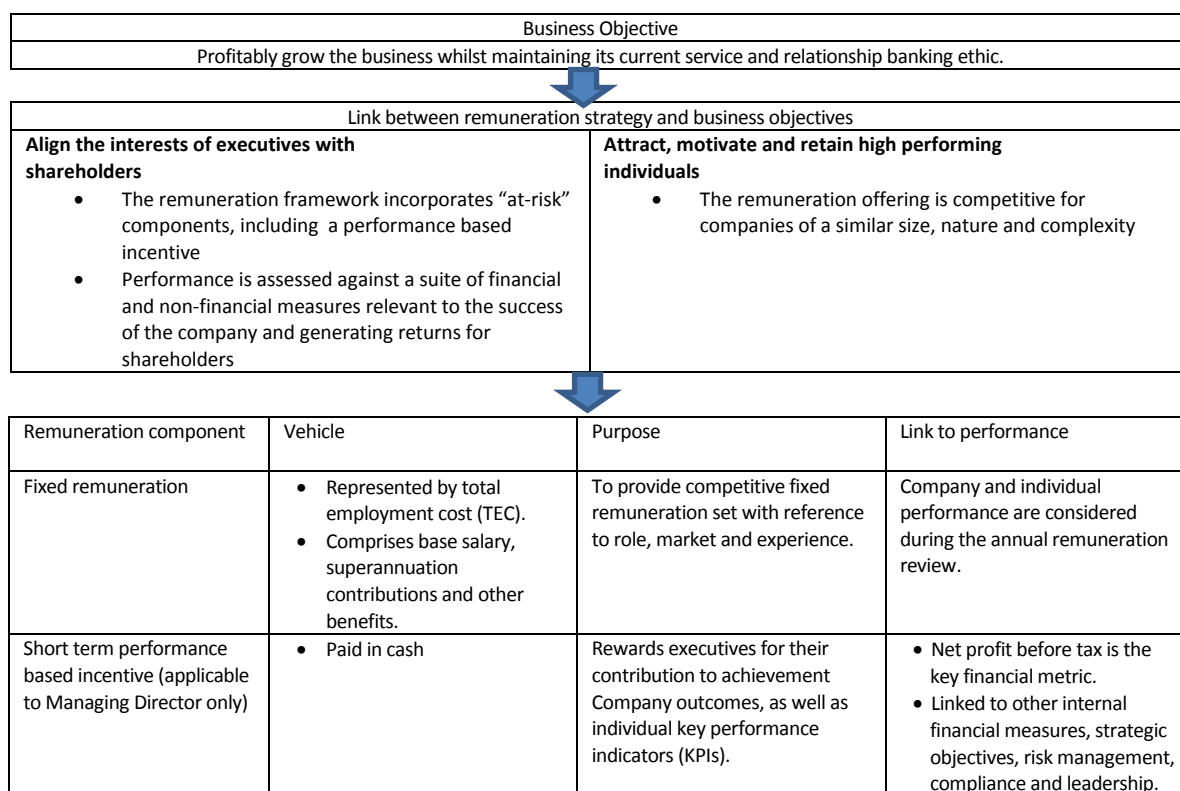 Business Objective
Profitably grow the business whilst maintaining its current service and relationship banking ethic.
Link between remuneration strategy and business objectives
Align the interests of executives with
shareholders
• The remuneration framework incorporates “at-risk”
components, including a performance based
incentive
• Performance is assessed against a suite of financial
and non-financial measures relevant to the success
of the company and generating returns for
shareholders
Attract, motivate and retain high performing
individuals
• The remuneration offering is competitive for
companies of a similar size, nature and complexity
Remuneration component
Vehicle
Purpose
Link to performance
Fixed remuneration
• Represented by total
employment cost (TEC).
• Comprises base salary,
superannuation
contributions and other
benefits.
To provide competitive fixed
remuneration set with reference
to role, market and experience.
Company and individual
performance are considered
during the annual remuneration
review.
Short term performance
based incentive (applicable
to Managing Director only)
• Paid in cash
Rewards executives for their
contribution to achievement
Company outcomes, as well as
individual key performance
indicators (KPIs).
• Net profit before tax is the
key financial metric.
• Linked to other internal
financial measures, strategic
objectives, risk management,
compliance and leadership.